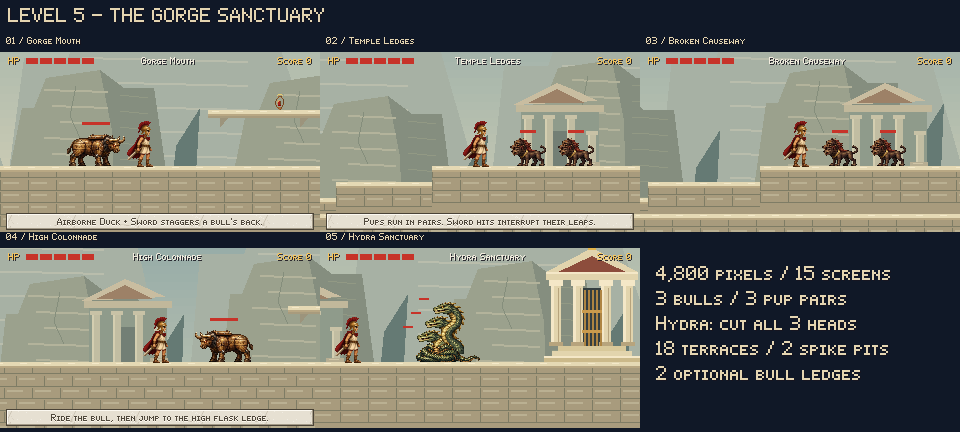 LEVEL 5 – THE GORGE SANCTUARY
01 / GORGE MOUTH
02 / TEMPLE LEDGES
03 / BROKEN CAUSEWAY
HP GORGE MOUTH SCORE 0
HP TEMPLE LEDGES SCORE 0
HP BROKEN CAUSEWAY SCORE 0
AIRBORNE DUCK + SWORD STAGGERS A BULL'S BACK.
PUPS RUN IN PAIRS. SWORD HITS INTERRUPT THEIR LEAPS.
04 / HIGH COLONNADE
05 / HYDRA SANCTUARY
HP HIGH COLONNADE SCORE 0
HP HYDRA SANCTUARY SCORE 0
RIDE THE BULL, THEN JUMP TO THE HIGH FLASK LEDGE.
4,800 PIXELS / 15 SCREENS
3 BULLS / 3 PUP PAIRS
HYDRA: CUT ALL 3 HEADS
18 TERRACES / 2 SPIKE PITS
2 OPTIONAL BULL LEDGES